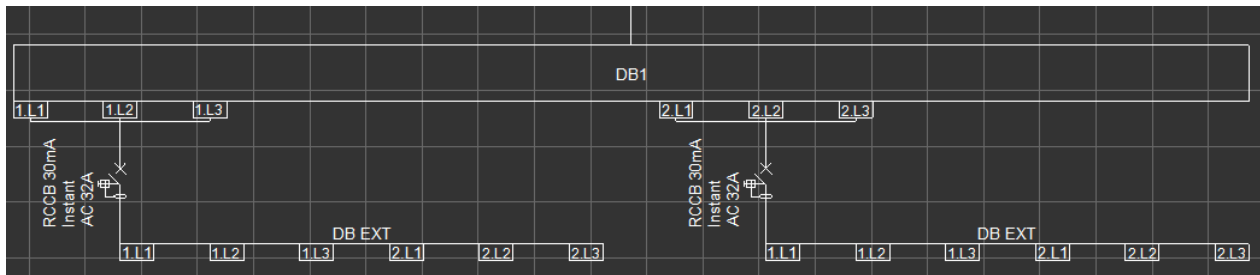 DB1
1.L1 1.L2 1.L3 2.L1 2.L2 2.L3
RCCB 30mA
Instant
AC 32A
RCCB 30mA
Instant
AC 32A
DB EXT
1.L1 1.L2 1.L3 2.L1 2.L2 2.L3
DB EXT
1.L1 1.L2 1.L3 2.L1 2.L2 2.L3